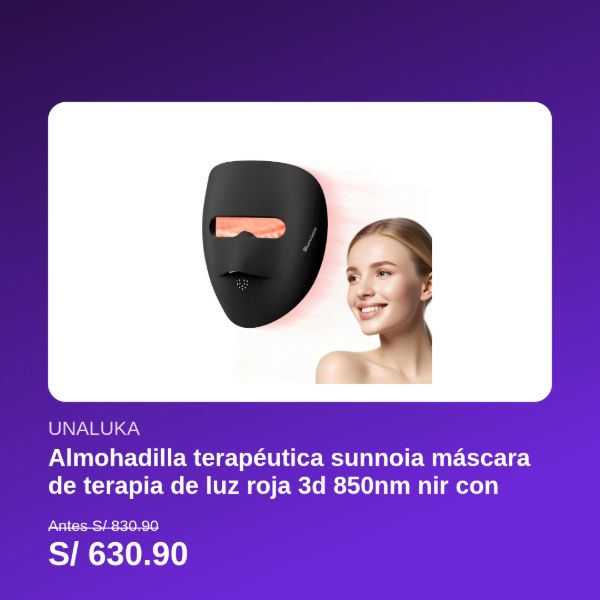 Sunnoia
UNALUKA
Almohadilla terapéutica sunnoia máscara
de terapia de luz roja 3d 850nm nir con
Antes S/ 830.90
S/ 630.90